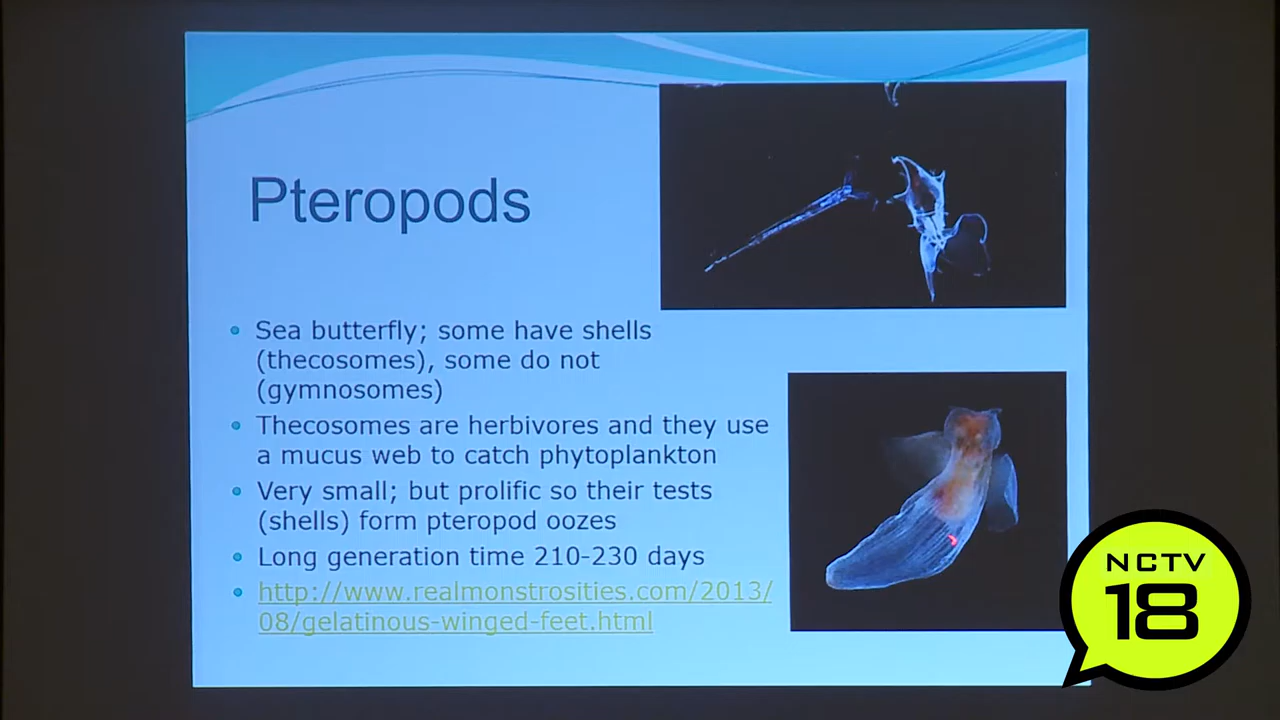 Pteropods
Sea butterfly; some have shells
(thecosomes), some do not
(gymnosomes)
Thecosomes are herbivores and they use
a mucus web to catch phytoplankton
Very small; but prolific so their tests
(shells) form pteropod oozes
Long generation time 210-230 days
http://www.realmonstrosities.com/2013/
08/gelatinous-winged-feet.html
NCTV
18